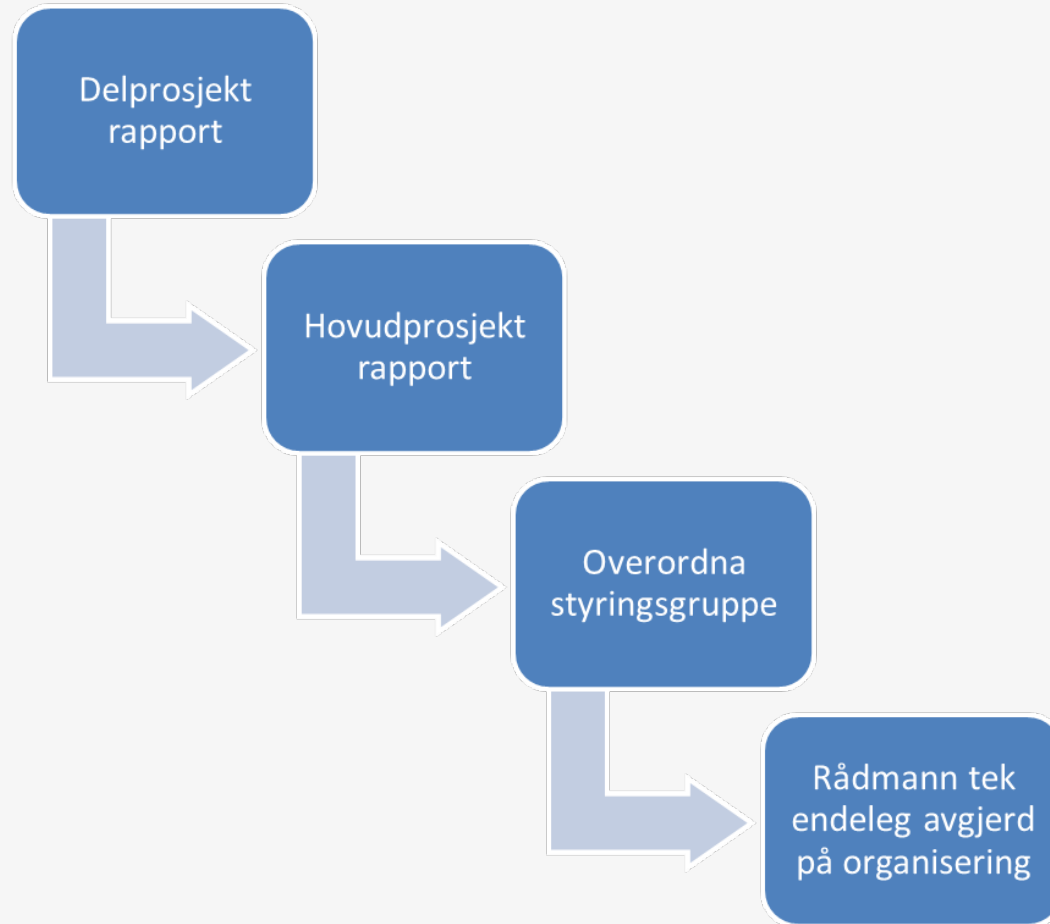 Delprosjekt
rapport
Hovudprosjekt
rapport
Overordna
styringsgruppe
Rådmann tek
endeleg avgjerd
på organisering